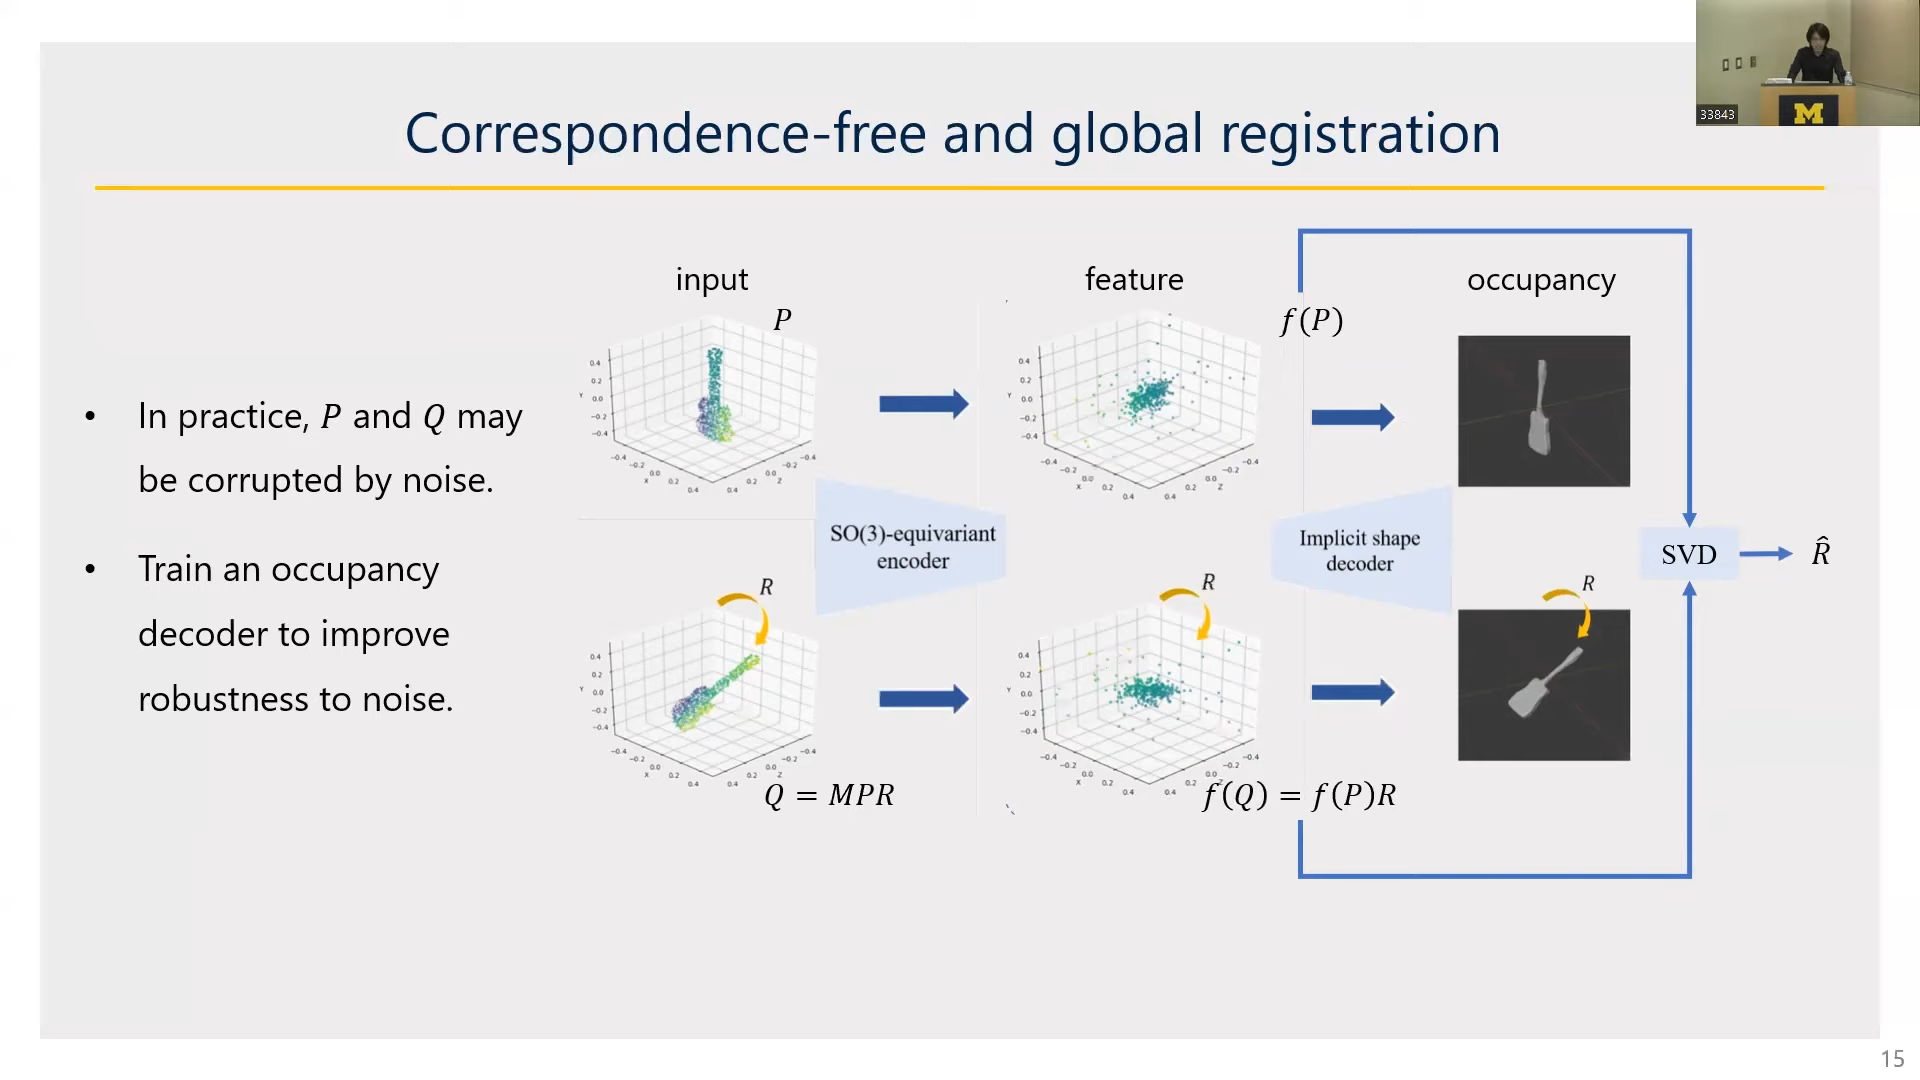 33843
M
Correspondence-free and global registration
• In practice, P and Q may
be corrupted by noise.
• Train an occupancy
decoder to improve
robustness to noise.
input
feature
occupancy
P
f(P)
SO(3)-equivariant
encoder
Implicit shape
decoder
SVD
R̂
R
R
R
Q = MPR
f(Q) = f(P)R
15